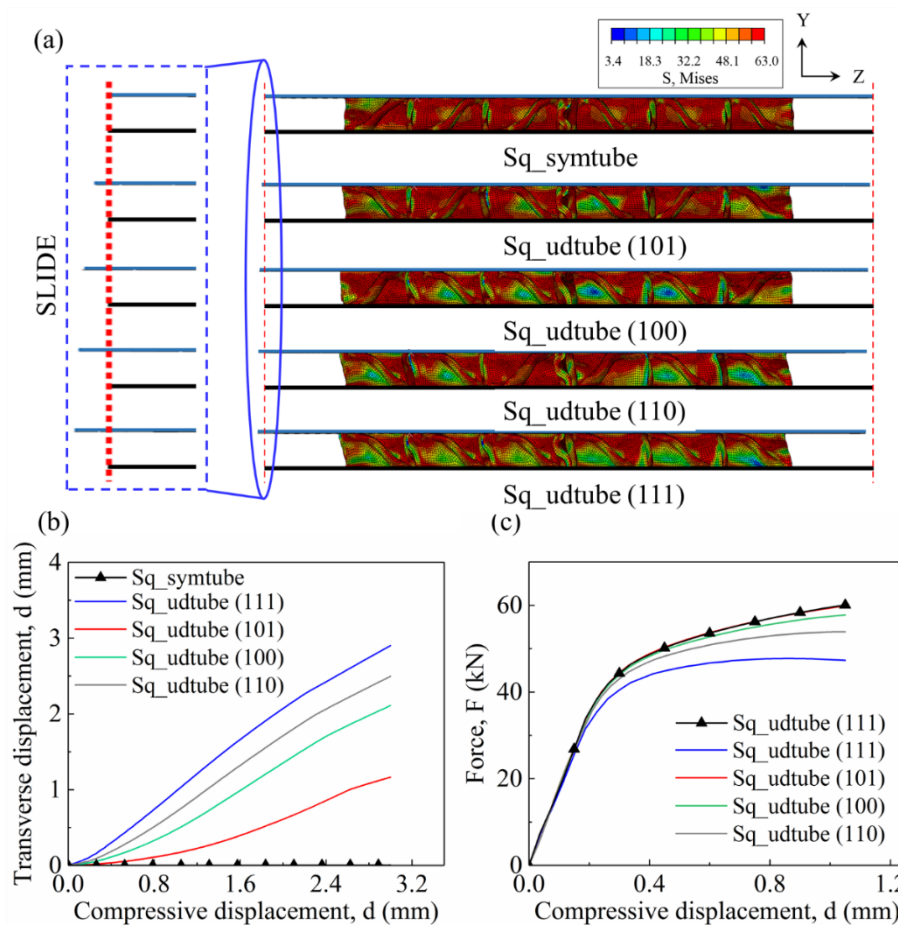 (a)
3.4 18.3 32.2 48.1 63.0
S, Mises
Y
Z
SLIDE
Sq_symtube
Sq_udtube (101)
Sq_udtube (100)
Sq_udtube (110)
Sq_udtube (111)
(b)
Transverse displacement, d (mm)
4
3
2
1
0
Sq_symtube
Sq_udtube (111)
Sq_udtube (101)
Sq_udtube (100)
Sq_udtube (110)
0.0 0.8 1.6 2.4 3.2
Compressive displacement, d (mm)
(c)
Force, F (kN)
60
40
20
0
Sq_udtube (111)
Sq_udtube (111)
Sq_udtube (101)
Sq_udtube (100)
Sq_udtube (110)
0.0 0.4 0.8 1.2
Compressive displacement, d (mm)